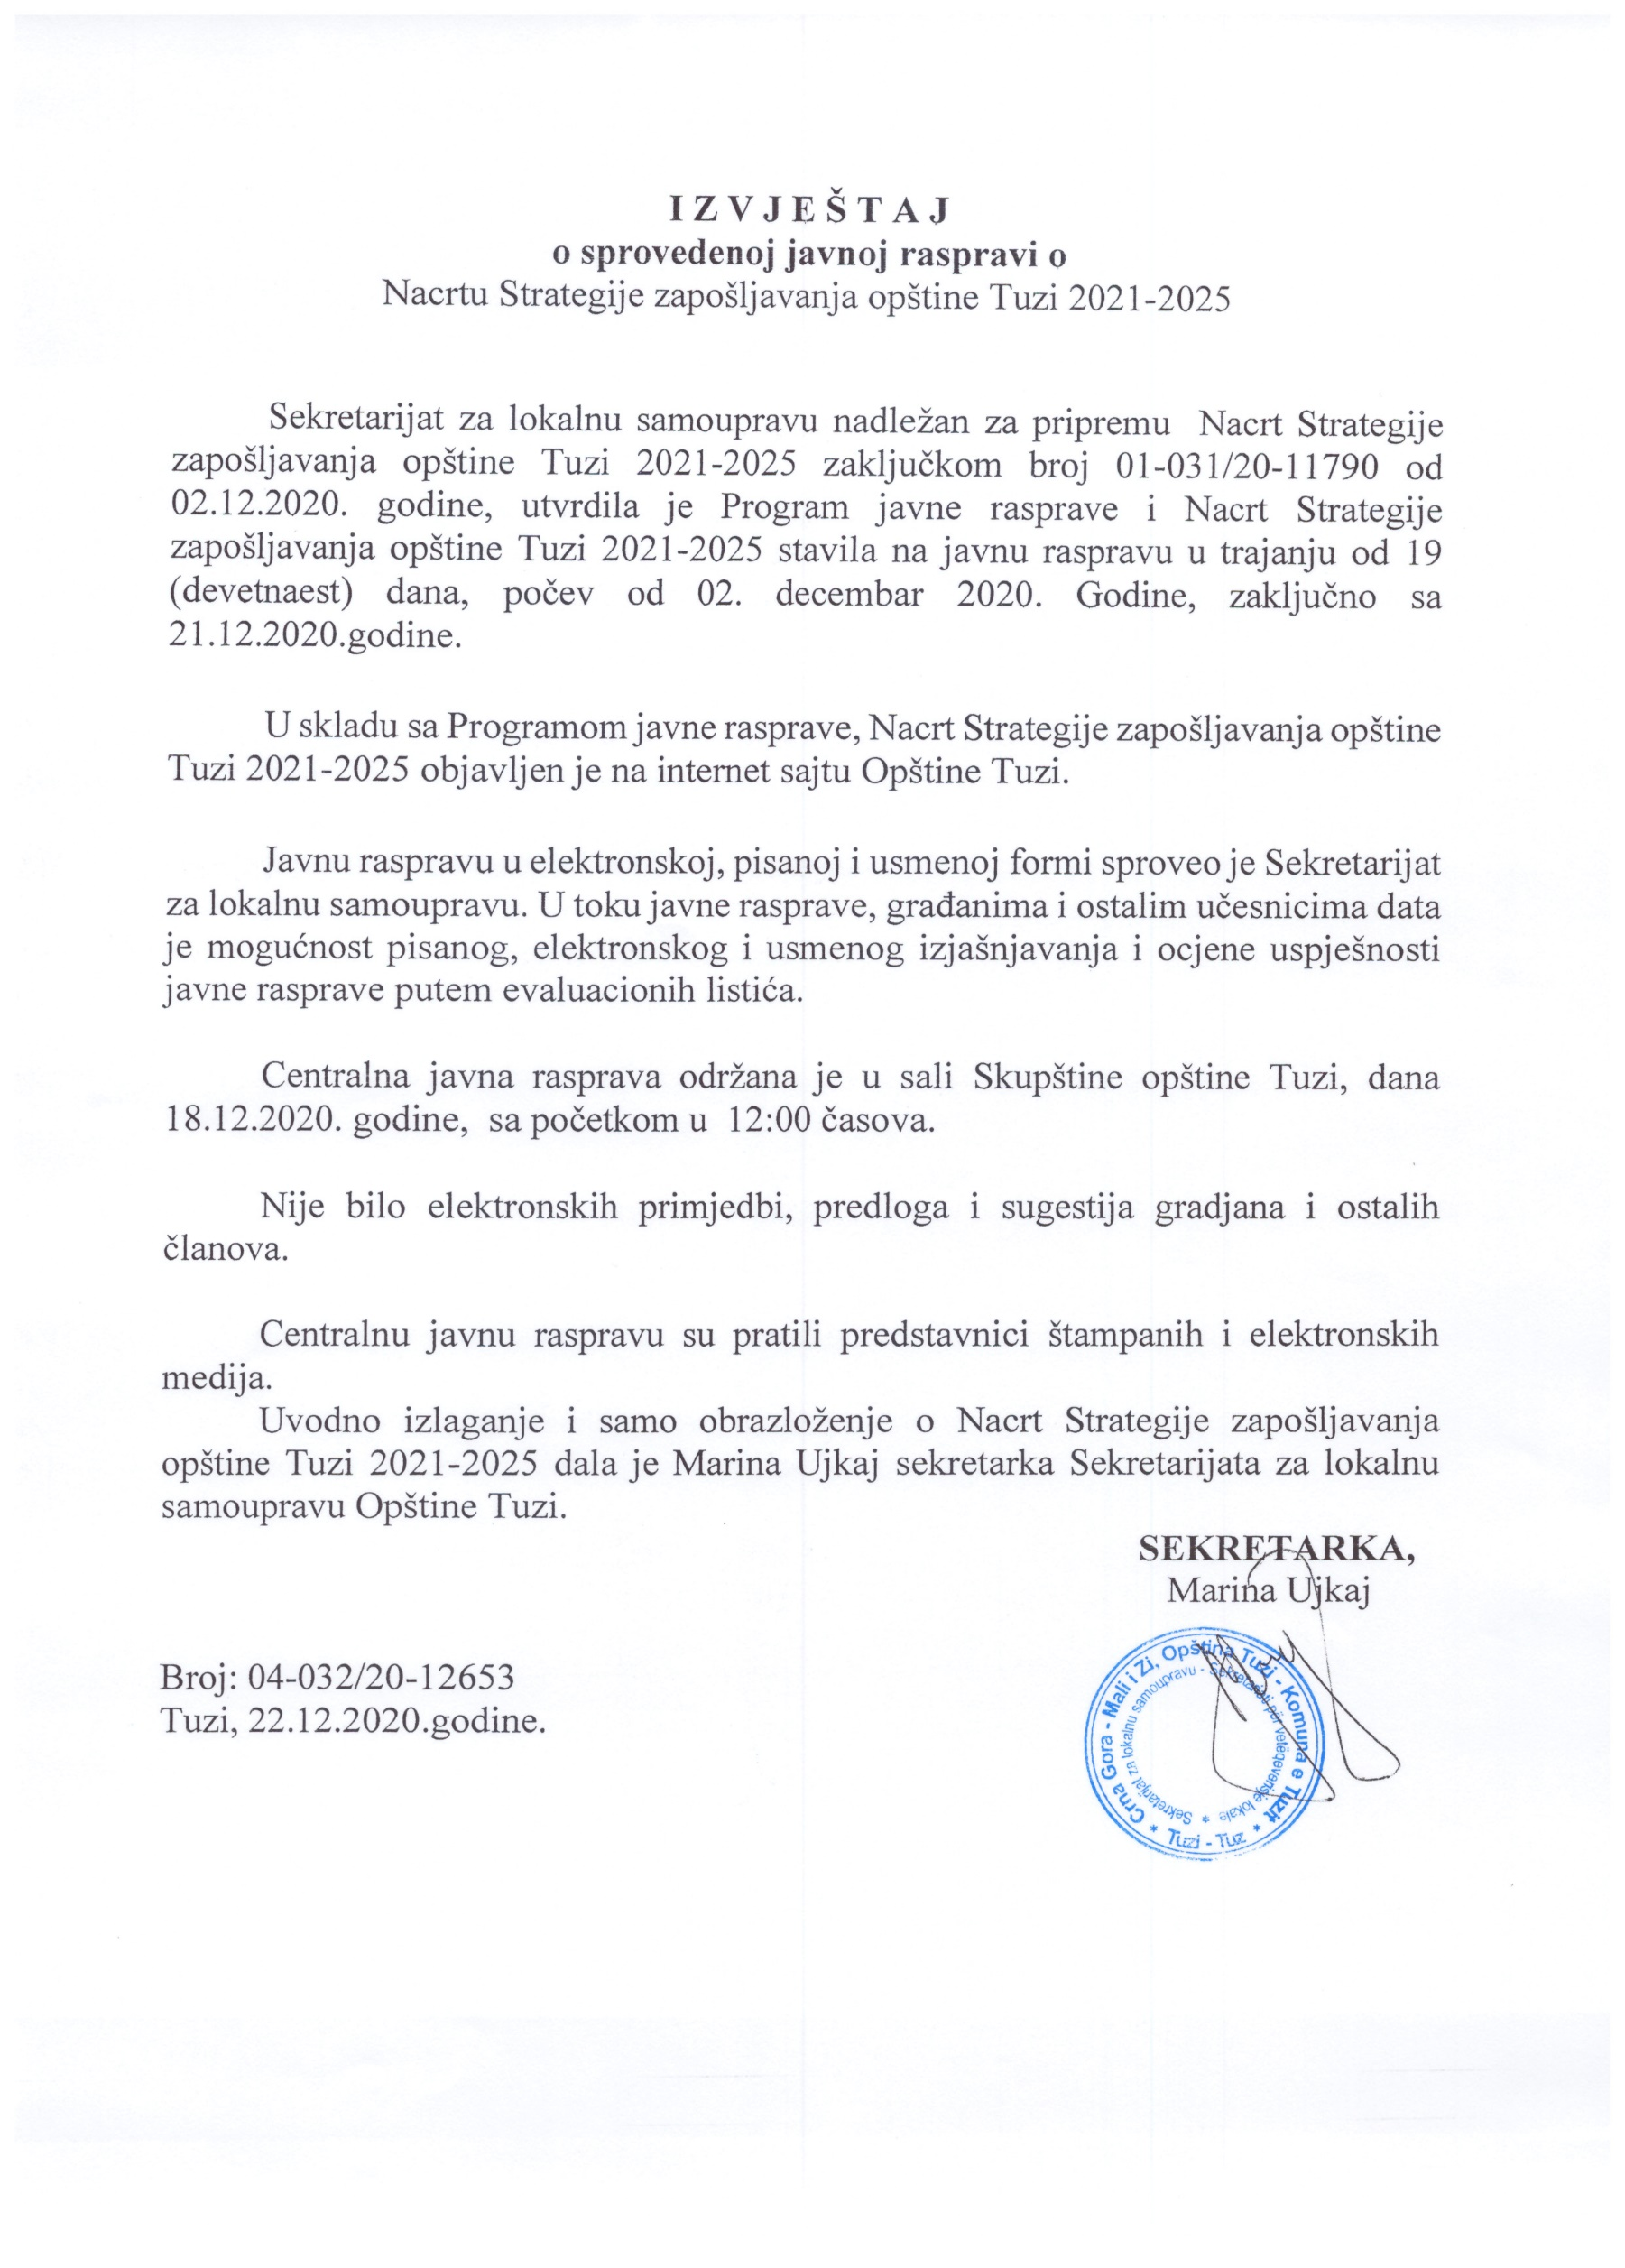 I Z V J E Š T A J
o sprovedenoj javnoj raspravi o
Nacrtu Strategije zapošljavanja opštine Tuzi 2021-2025
Sekretarijat za lokalnu samoupravu nadležan za pripremu Nacrt Strategije
zapošljavanja opštine Tuzi 2021-2025 zaključkom broj 01-031/20-11790 od
02.12.2020. godine, utvrdila je Program javne rasprave i Nacrt Strategije
zapošljavanja opštine Tuzi 2021-2025 stavila na javnu raspravu u trajanju od 19
(devetnaest) dana, počev od 02. decembar 2020. Godine, zaključno sa
21.12.2020.godine.
U skladu sa Programom javne rasprave, Nacrt Strategije zapošljavanja opštine
Tuzi 2021-2025 objavljen je na internet sajtu Opštine Tuzi.
Javnu raspravu u elektronskoj, pisanoj i usmenoj formi sproveo je Sekretarijat
za lokalnu samoupravu. U toku javne rasprave, građanima i ostalim učesnicima data
je mogućnost pisanog, elektronskog i usmenog izjašnjavanja i ocjene uspješnosti
javne rasprave putem evaluacionih listića.
Centralna javna rasprava održana je u sali Skupštine opštine Tuzi, dana
18.12.2020. godine, sa početkom u 12:00 časova.
Nije bilo elektronskih primjedbi, predloga i sugestija gradjana i ostalih
članova.
Centralnu javnu raspravu su pratili predstavnici štampanih i elektronskih
medija.
Uvodno izlaganje i samo obrazloženje o Nacrt Strategije zapošljavanja
opštine Tuzi 2021-2025 dala je Marina Ujkaj sekretarka Sekretarijata za lokalnu
samoupravu Opštine Tuzi.
SEKRETARKA,
Marina Ujkaj
Broj: 04-032/20-12653
Tuzi, 22.12.2020.godine.
Crna Gora - Mali i Zi, Opština Tuzi - Komuna e Tuzit
Sekretarijat za lokalnu samoupravu - Sekretariati për vetëqeverisje lokale
* Tuzi - Tuz *